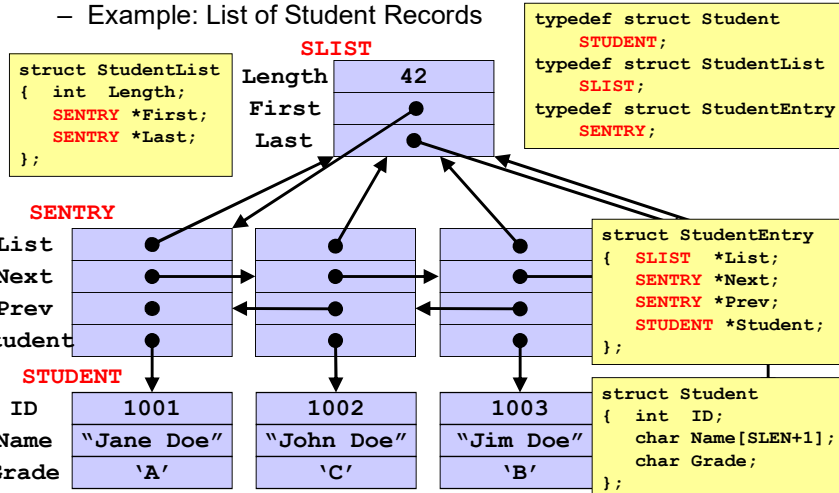 – Example: List of Student Records
typedef struct Student
STUDENT;
typedef struct StudentList
SLIST;
typedef struct StudentEntry
SENTRY;
struct StudentList
{ int Length;
SENTRY *First;
SENTRY *Last;
};
SLIST
Length 42
First
Last
SENTRY
List
Next
Prev
Student
struct StudentEntry
{ SLIST *List;
SENTRY *Next;
SENTRY *Prev;
STUDENT *Student;
};
STUDENT
ID 1001 1002 1003
Name “Jane Doe” “John Doe” “Jim Doe”
Grade ‘A’ ‘C’ ‘B’
struct Student
{ int ID;
char Name[SLEN+1];
char Grade;
};